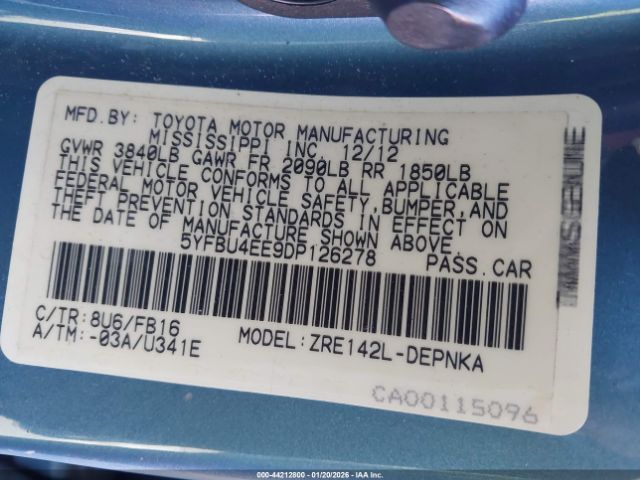 MFD.BY: TOYOTA MOTOR MANUFACTURING
MISSISSIPPI INC. 12/12
GVWR 3840LB GAWR FR 2090LB RR 1850LB
THIS VEHICLE CONFORMS TO ALL APPLICABLE
FEDERAL MOTOR VEHICLE SAFETY,BUMPER,AND
THEFT PREVENTION STANDARDS IN EFFECT ON
THE DATE OF MANUFACTURE SHOWN ABOVE.
5YFBU4EE9DP126278 PASS.CAR
C/TR:8U6/FB16
A/TM:-03A/U341E MODEL:ZRE142L-DEPNKA
CA00115096
000-44212800 - 01/20/2026 - IAA Inc.